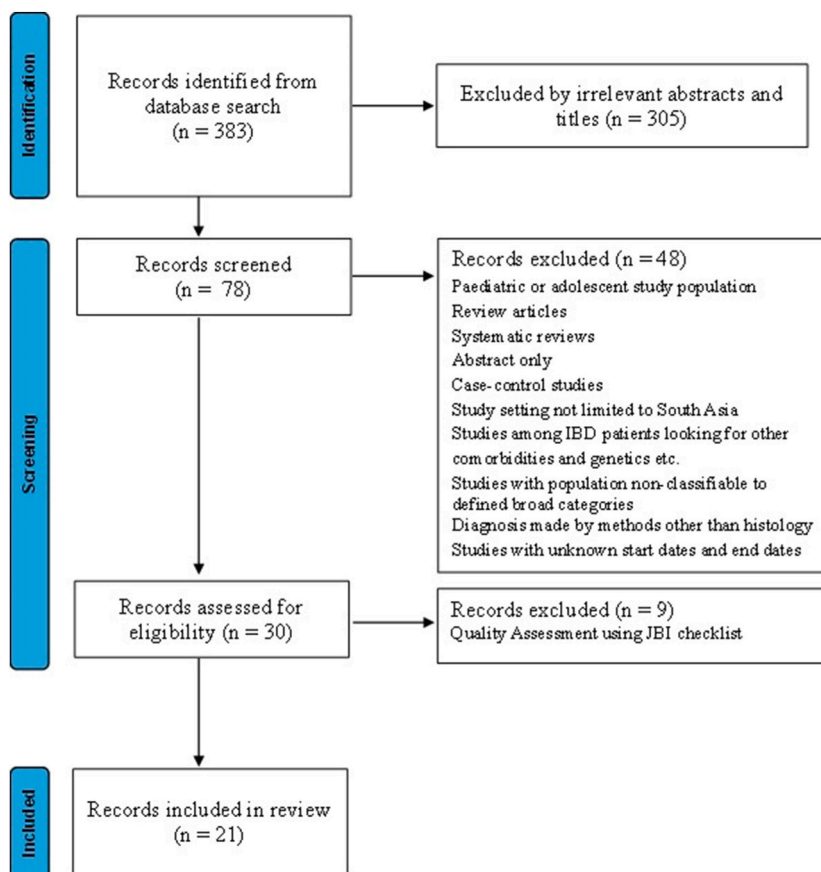 Identification
Records identified from
database search
(n = 383)
Excluded by irrelevant abstracts and
titles (n = 305)
Screening
Records screened
(n = 78)
Records excluded (n = 48)
Paediatric or adolescent study population
Review articles
Systematic reviews
Abstract only
Case-control studies
Study setting not limited to South Asia
Studies among IBD patients looking for other
comorbidities and genetics etc.
Studies with population non-classifiable to
defined broad categories
Diagnosis made by methods other than histology
Studies with unknown start dates and end dates
Records assessed for
eligibility (n = 30)
Records excluded (n = 9)
Quality Assessment using JBI checklist
Included
Records included in review
(n = 21)